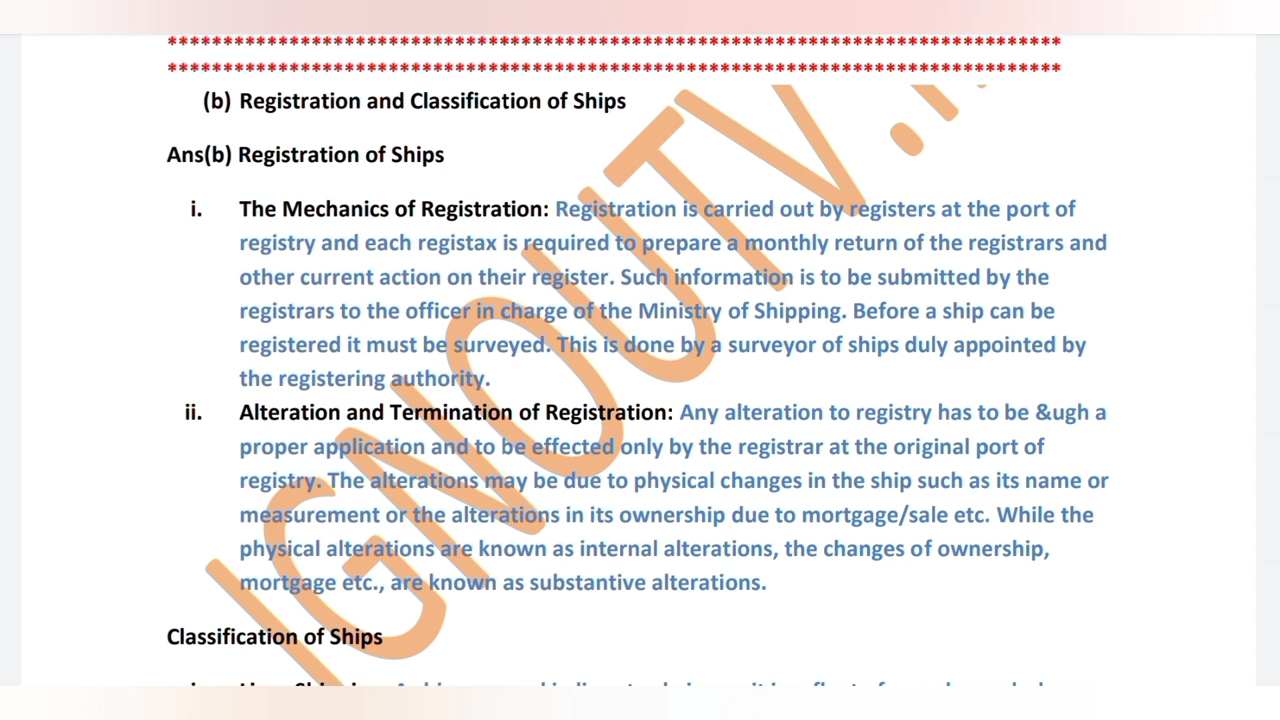 ********************************************************************************
********************************************************************************
(b) Registration and Classification of Ships
Ans(b) Registration of Ships
i. The Mechanics of Registration: Registration is carried out by registers at the port of
registry and each registax is required to prepare a monthly return of the registrars and
other current action on their register. Such information is to be submitted by the
registrars to the officer in charge of the Ministry of Shipping. Before a ship can be
registered it must be surveyed. This is done by a surveyor of ships duly appointed by
the registering authority.
ii. Alteration and Termination of Registration: Any alteration to registry has to be &ugh a
proper application and to be effected only by the registrar at the original port of
registry. The alterations may be due to physical changes in the ship such as its name or
measurement or the alterations in its ownership due to mortgage/sale etc. While the
physical alterations are known as internal alterations, the changes of ownership,
mortgage etc., are known as substantive alterations.
Classification of Ships
IGNOUTV.